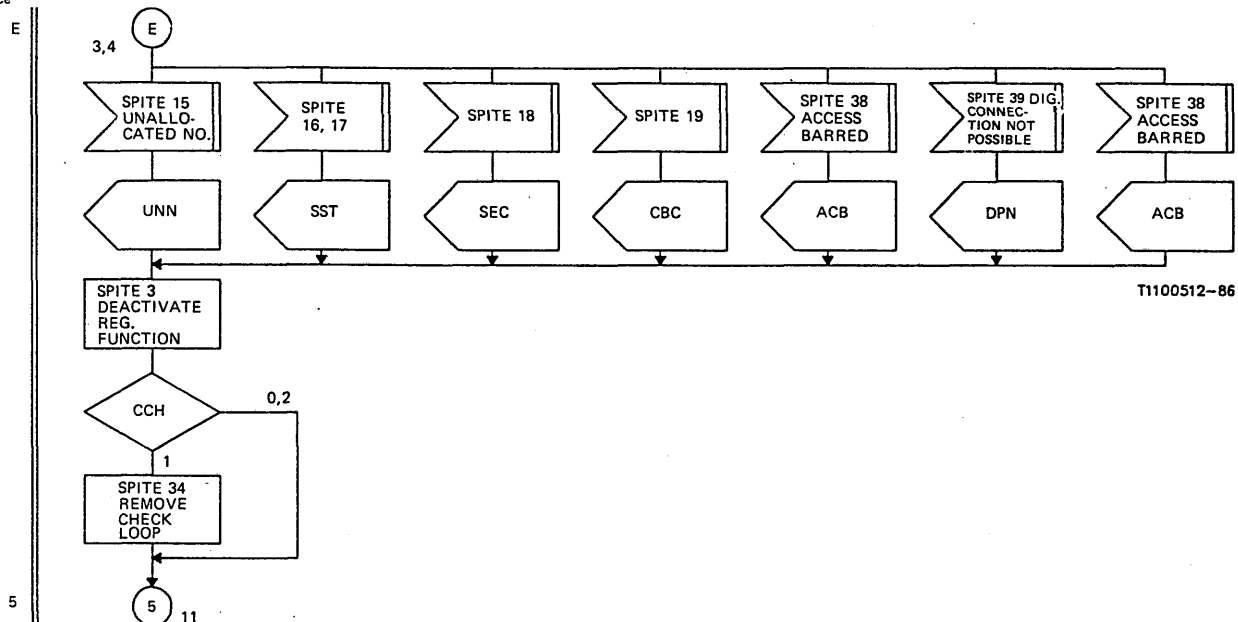 E
E
3,4
SPITE 15
UNALLO-
CATED NO.
SPITE
16, 17
SPITE 18
SPITE 19
SPITE 38
ACCESS
BARRED
SPITE 39 DIG.
CONNEC-
TION NOT
POSSIBLE
SPITE 38
ACCESS
BARRED
UNN
SST
SEC
CBC
ACB
DPN
ACB
T1100512-86
SPITE 3
DEACTIVATE
REG.
FUNCTION
CCH
0,2
1
SPITE 34
REMOVE
CHECK
LOOP
5
5
11